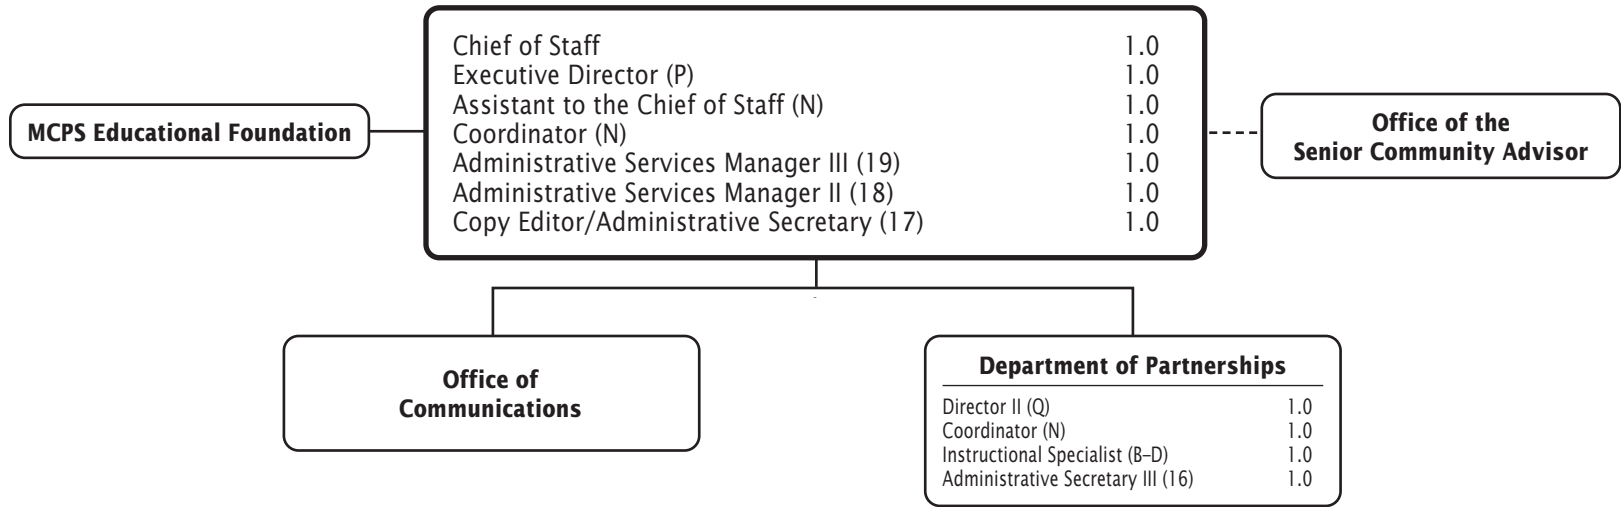 Chief of Staff 1.0
Executive Director (P) 1.0
Assistant to the Chief of Staff (N) 1.0
Coordinator (N) 1.0
Administrative Services Manager III (19) 1.0
Administrative Services Manager II (18) 1.0
Copy Editor/Administrative Secretary (17) 1.0
MCPS Educational Foundation
Office of the
Senior Community Advisor
Office of
Communications
Department of Partnerships
Director II (Q) 1.0
Coordinator (N) 1.0
Instructional Specialist (B–D) 1.0
Administrative Secretary III (16) 1.0